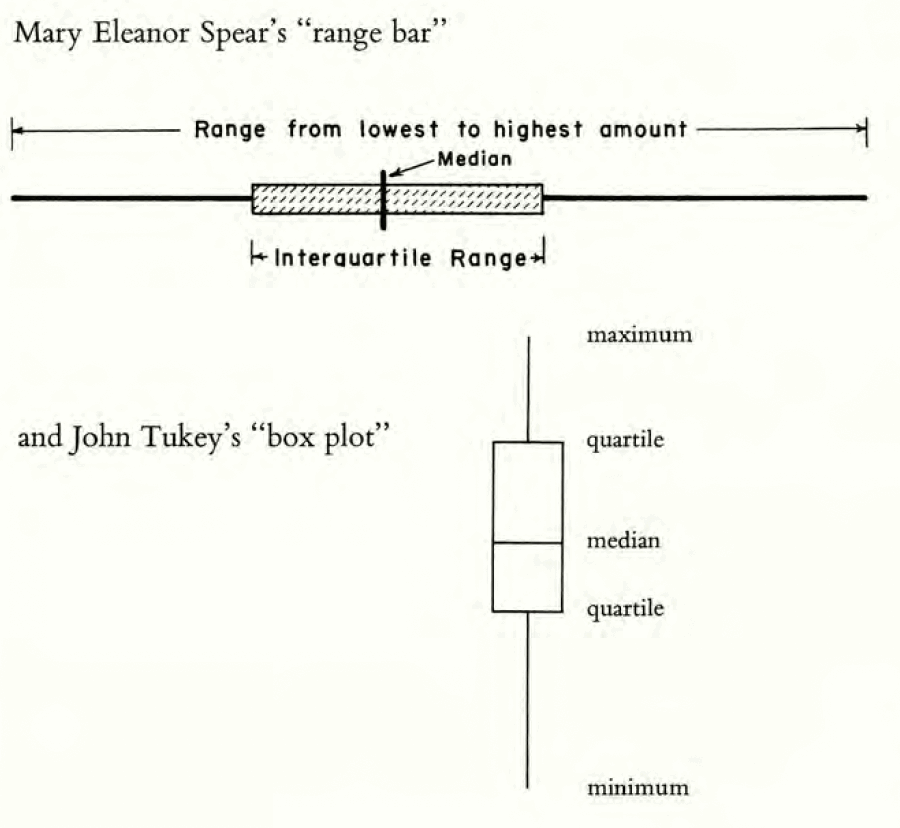 Mary Eleanor Spear's “range bar”
Range from lowest to highest amount
Median
Interquartile Range
maximum
and John Tukey's “box plot”
quartile
median
quartile
minimum